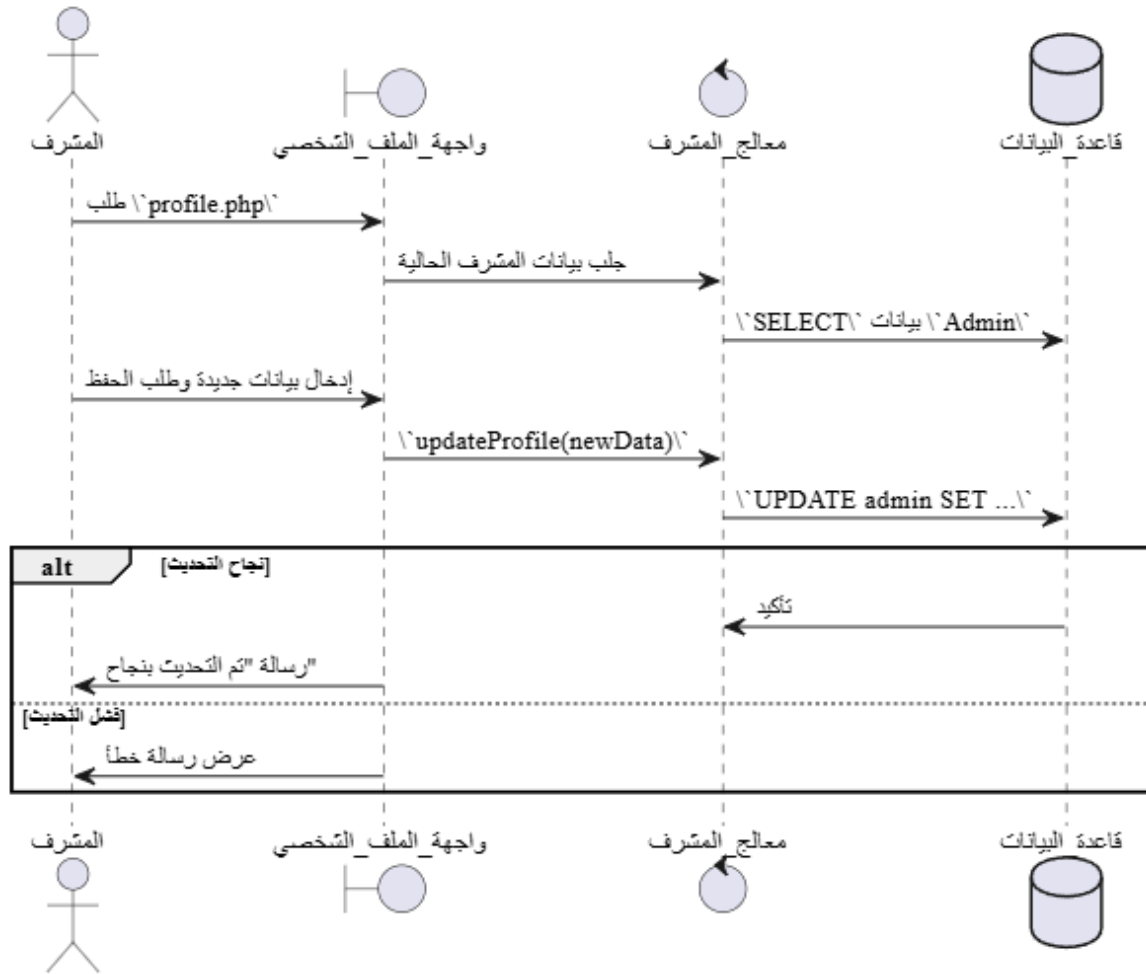 المشرف
واجهة_الملف_الشخصي
معالج_المشرف
قاعدة_البيانات
طلب \`profile.php\`
جلب بيانات المشرف الحالية
\`SELECT\` بيانات \`Admin\`
إدخال بيانات جديدة وطلب الحفظ
\`updateProfile(newData)\`
\`UPDATE admin SET ...\`
alt [نجاح التحديث]
تأكيد
رسالة "تم التحديث بنجاح"
[فشل التحديث]
عرض رسالة خطأ
المشرف
واجهة_الملف_الشخصي
معالج_المشرف
قاعدة_البيانات